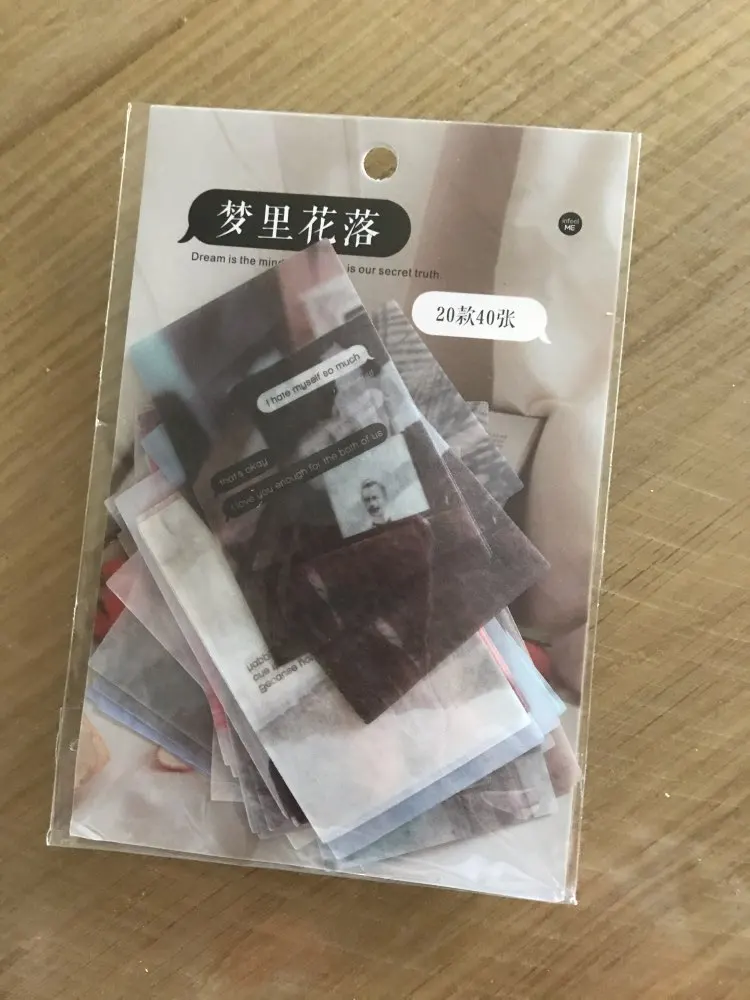 梦里花落
infeel
ME
Dream is the mind is our secret truth.
20款40张
I hate myself so much
that's okay
I love you enough for the both of us